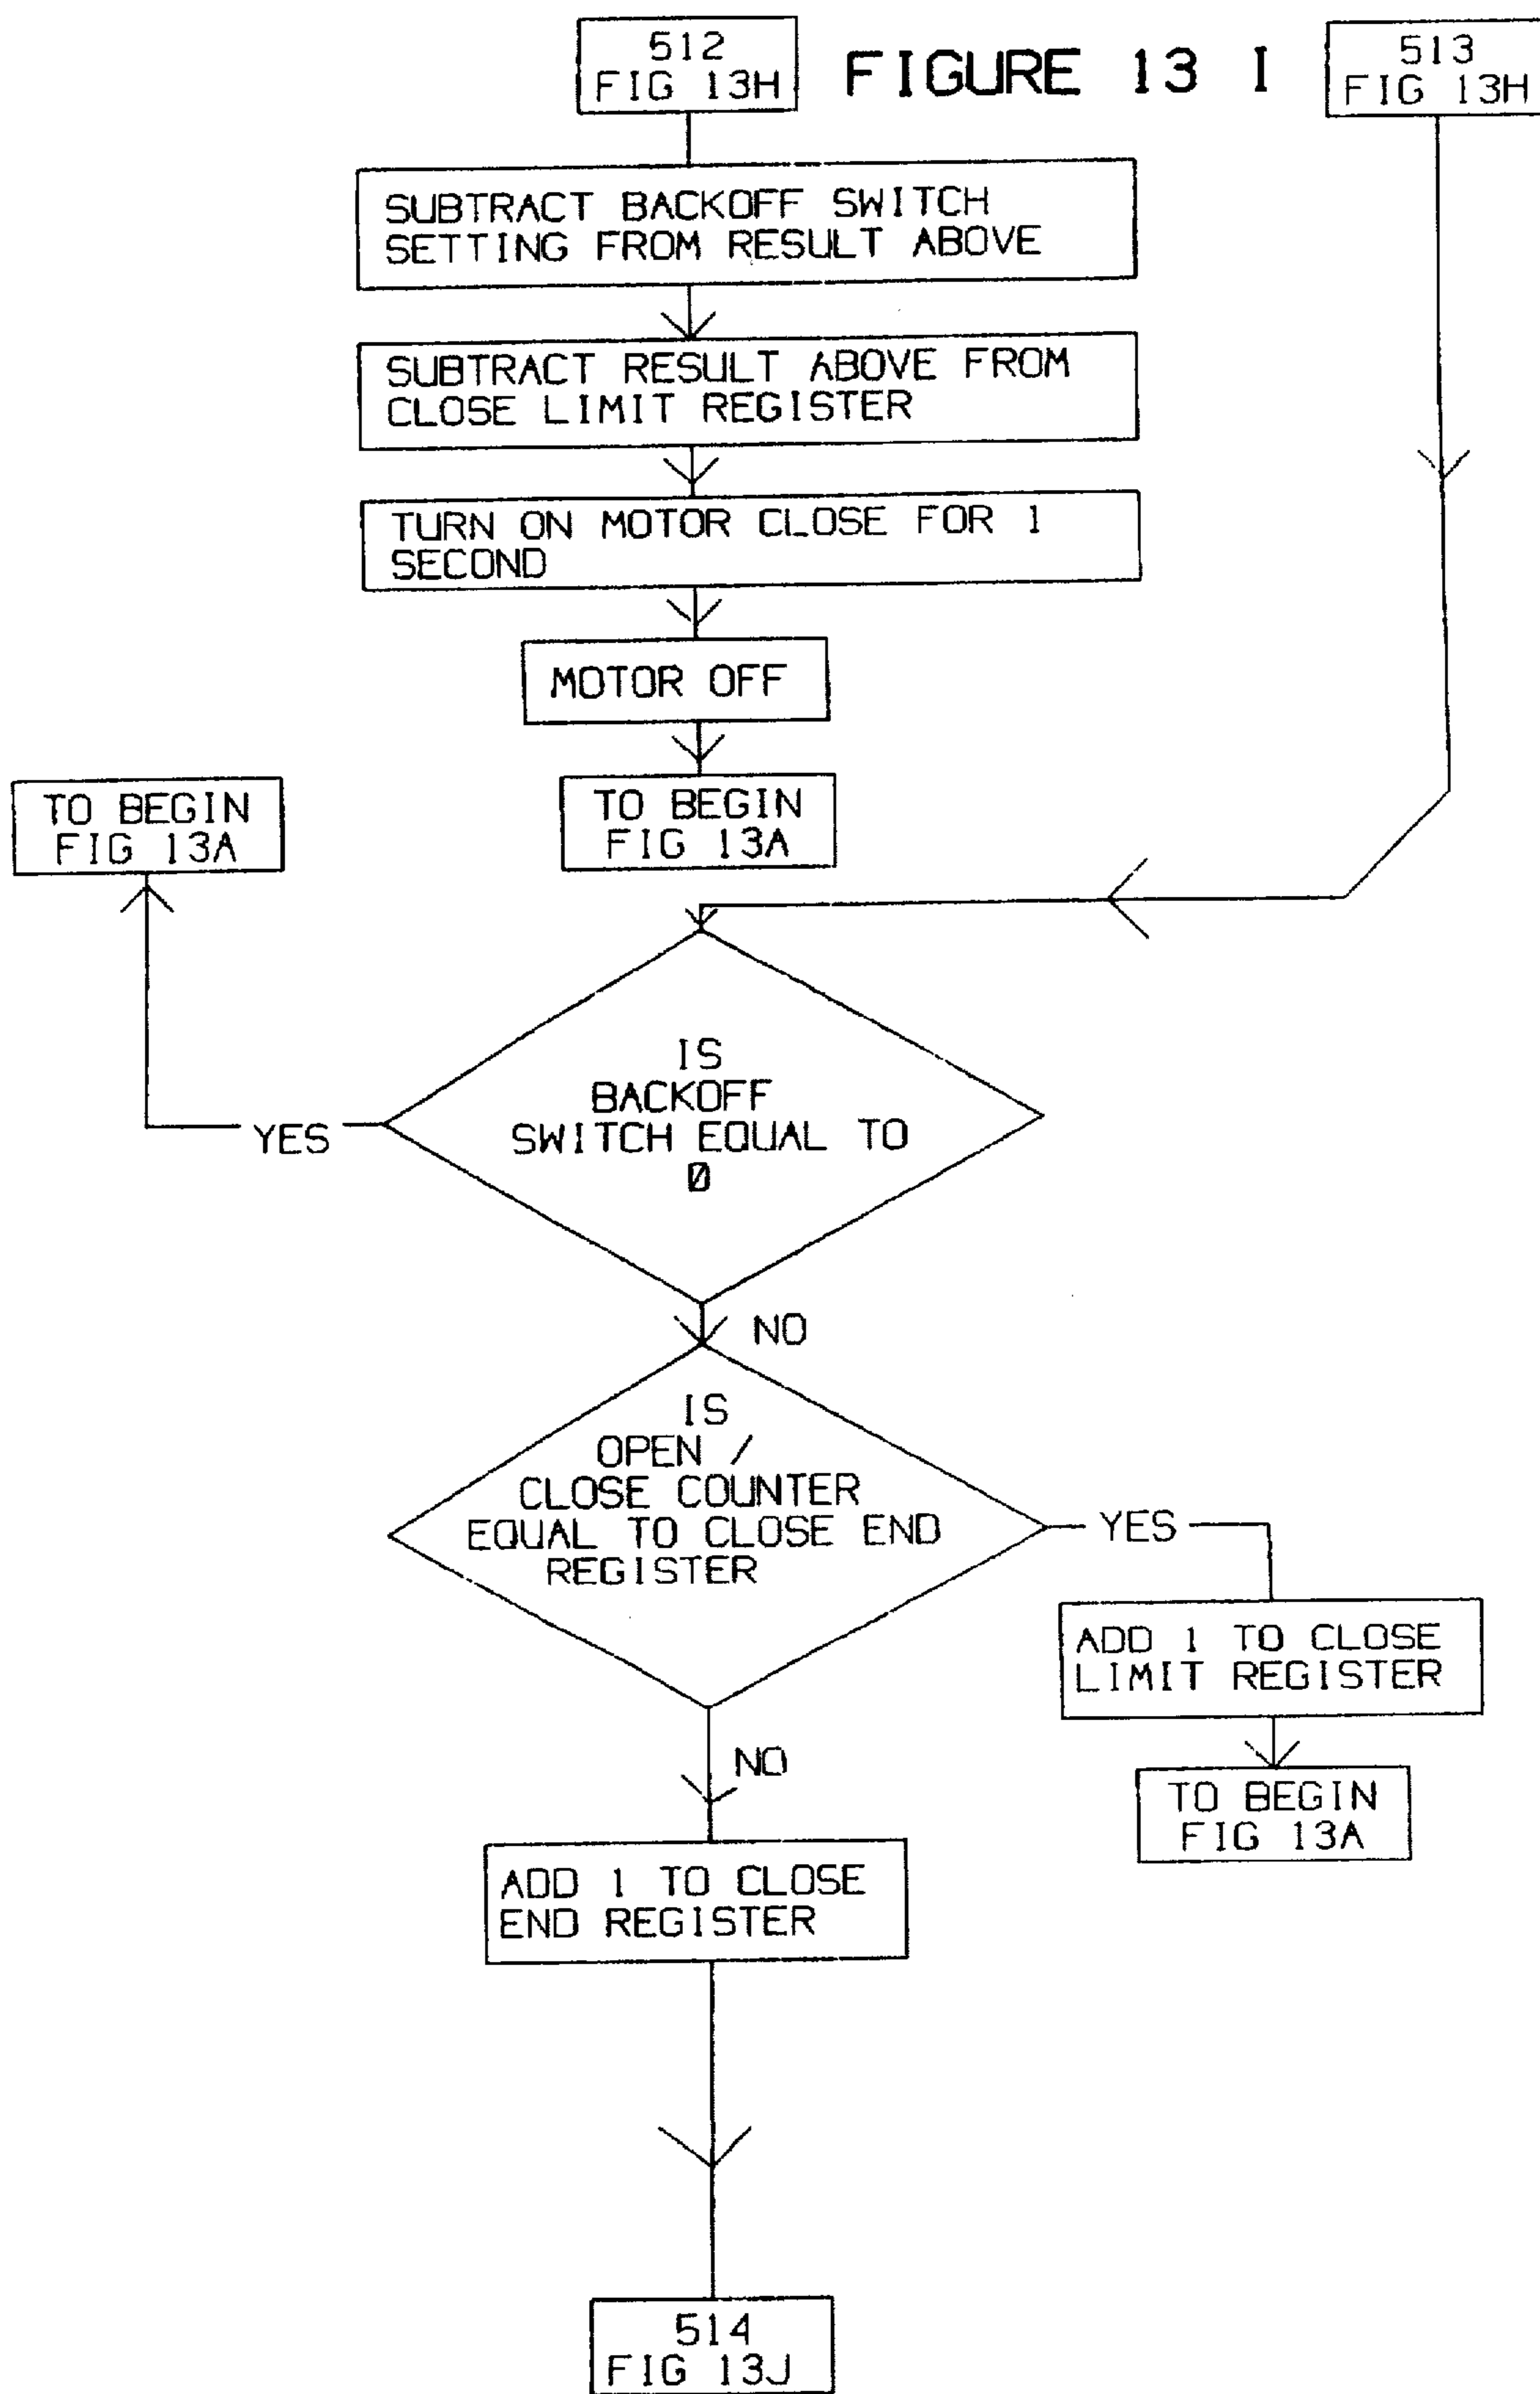 512
FIG 13H
FIGURE 13 I
513
FIG 13H
SUBTRACT BACKOFF SWITCH
SETTING FROM RESULT ABOVE
SUBTRACT RESULT ABOVE FROM
CLOSE LIMIT REGISTER
TURN ON MOTOR CLOSE FOR 1
SECOND
MOTOR OFF
TO BEGIN
FIG 13A
TO BEGIN
FIG 13A
IS
BACKOFF
SWITCH EQUAL TO
0
YES
NO
IS
OPEN /
CLOSE COUNTER
EQUAL TO CLOSE END
REGISTER
YES
ADD 1 TO CLOSE
LIMIT REGISTER
TO BEGIN
FIG 13A
NO
ADD 1 TO CLOSE
END REGISTER
514
FIG 13J